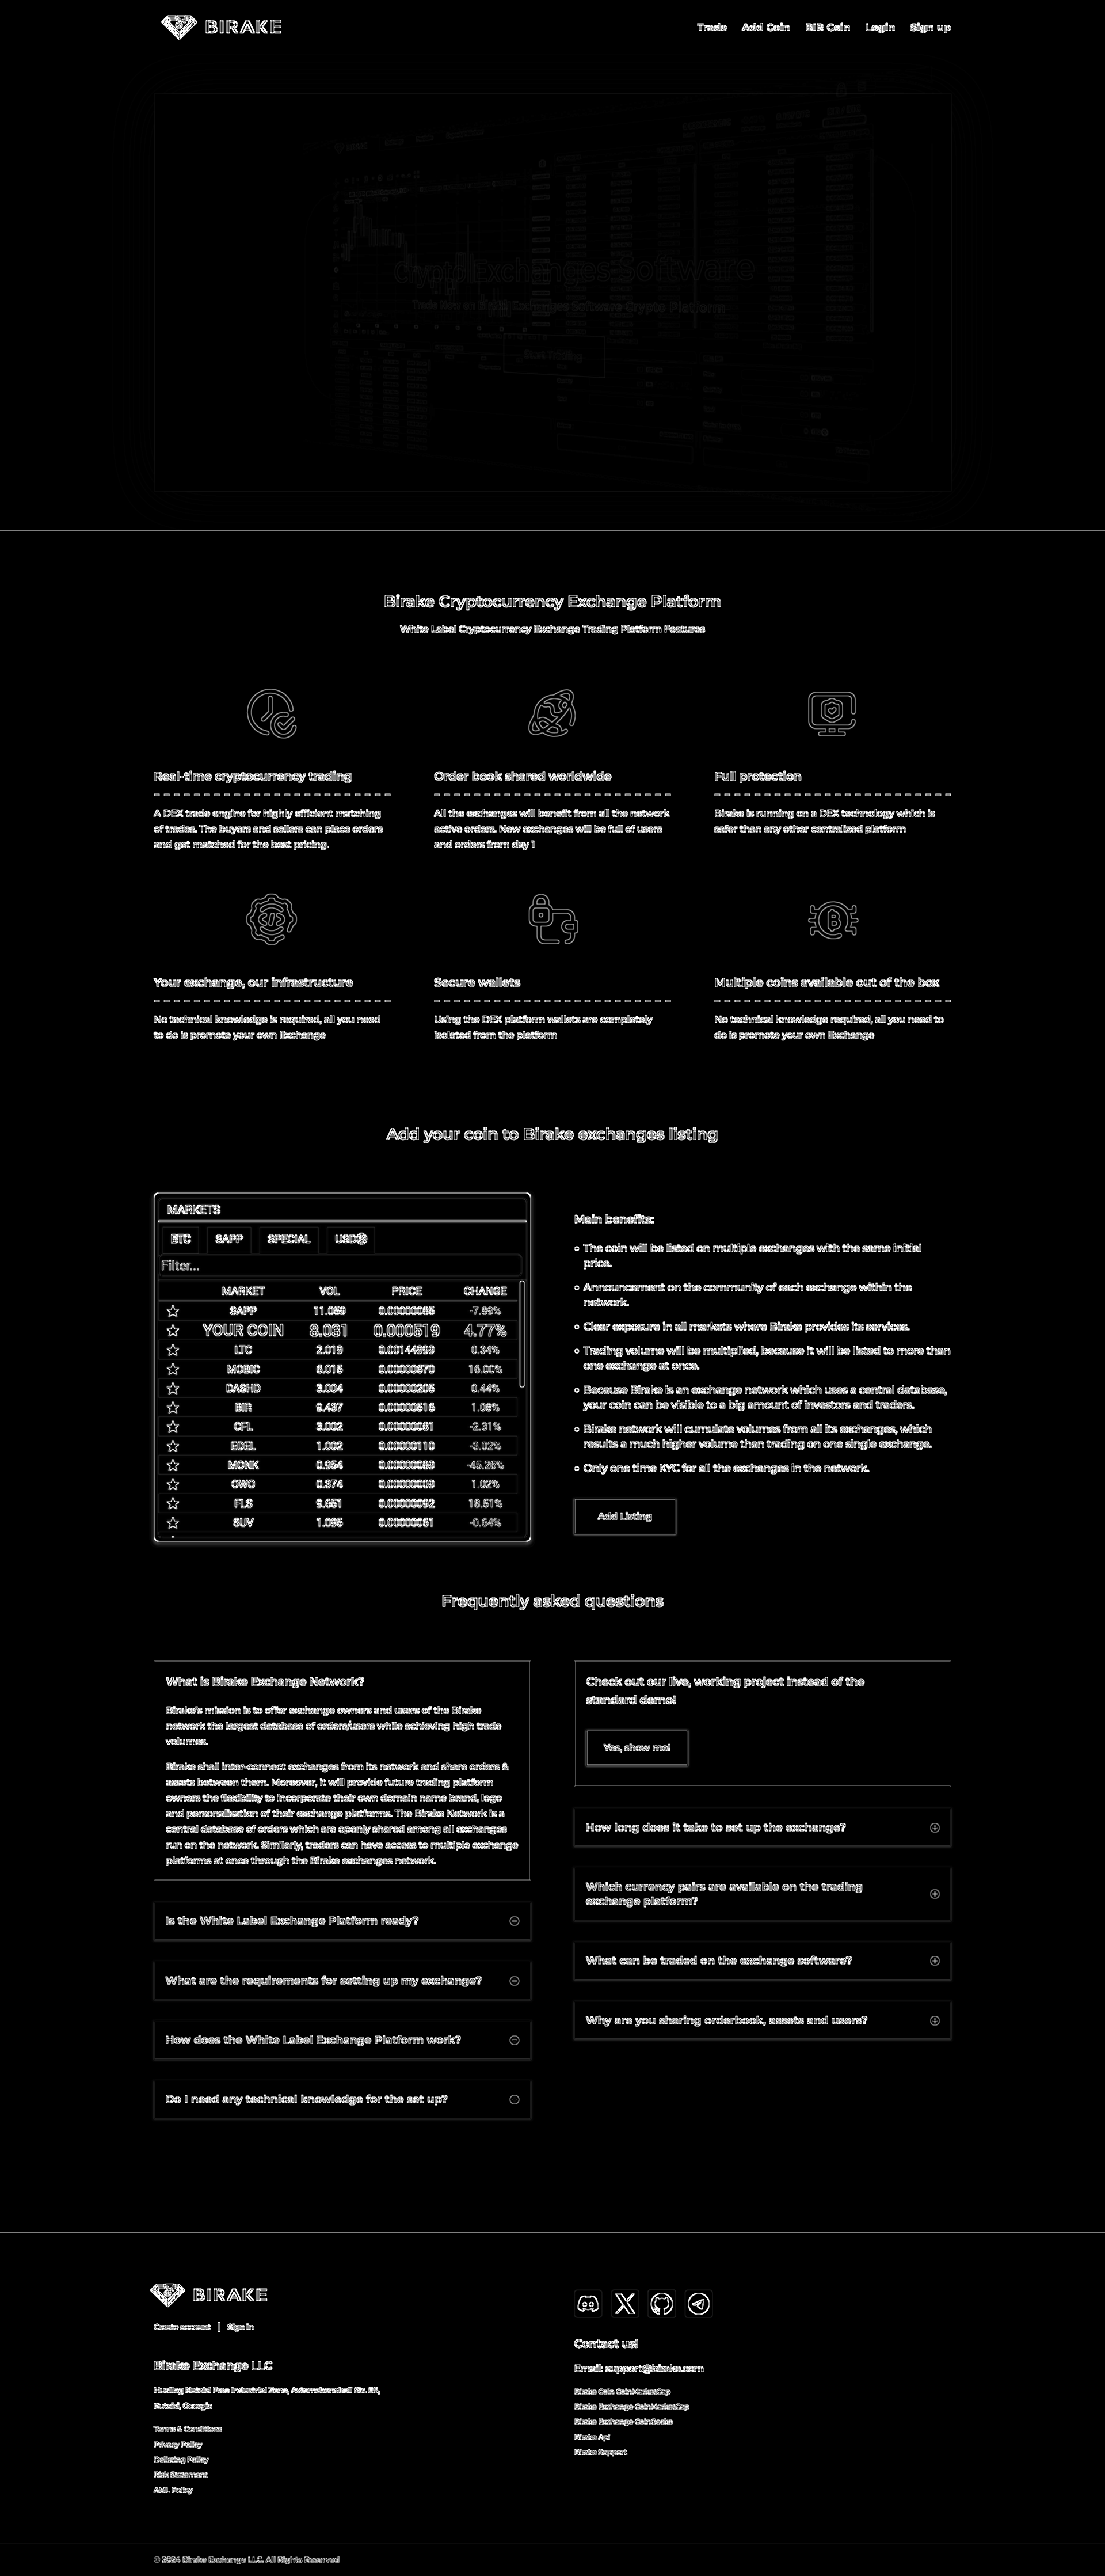 BIRAKE
Trade Add Coin BIR Coin Login Sign up
Crypto Exchanges Software
Trade Now on Birake Exchanges Software Crypto Platform
Birake Cryptocurrency Exchange Platform
White Label Cryptocurrency Exchange Trading Platform Features
Real-time cryptocurrency trading
A DEX trade engine for highly efficient matching
of trades. The buyers and sellers can place orders
and get matched for the best pricing.
Order book shared worldwide
All the exchanges will benefit from all the network
active orders. New exchanges will be full of users
and orders from day 1
Full protection
Birake is running on a DEX technology which is
safer than any other centralized platform
Your exchange, our infrastructure
No technical knowledge is required, all you need
to do is promote your own Exchange
Secure wallets
Using the DEX platform wallets are completely
isolated from the platform
Multiple coins available out of the box
No technical knowledge required, all you need to
do is promote your own Exchange
Add your coin to Birake exchanges listing
MARKETS
BTC SAPP SPECIAL USD
Filter...
MARKET VOL PRICE CHANGE
SAPP 11.059 0.00000085 -7.89%
YOUR COIN 8.081 0.000519 4.77%
LTC 2.019 0.00144999 0.34%
MOBIC 6.015 0.00000570 16.00%
DASHD 3.004 0.00000205 0.44%
BIR 9.437 0.00000516 1.08%
CFL 3.002 0.00000081 -2.31%
EDEL 1.002 0.00000110 -3.02%
MONK 0.954 0.00000089 -45.26%
OWO 0.374 0.00000009 1.02%
FLS 9.651 0.00000092 18.51%
SUV 1.095 0.00000051 -0.64%
Main benefits:
The coin will be listed on multiple exchanges with the same initial
price.
Announcement on the community of each exchange within the
network.
Clear exposure in all markets where Birake provides its services.
Trading volume will be multiplied, because it will be listed to more than
one exchange at once.
Because Birake is an exchange network which uses a central database,
your coin can be visible to a big amount of investors and traders.
Birake network will cumulate volumes from all its exchanges, which
results a much higher volume than trading on one single exchange.
Only one time KYC for all the exchanges in the network.
Add Listing
Frequently asked questions
What is Birake Exchange Network?
Birake's mission is to offer exchange owners and users of the Birake
network the largest database of orders/users while achieving high trade
volumes.
Birake shall inter-connect exchanges from its network and share orders &
assets between them. Moreover, it will provide future trading platform
owners the flexibility to incorporate their own domain name brand, logo
and personalisation of their exchange platforms. The Birake Network is a
central database of orders which are openly shared among all exchanges
run on the network. Similarly, traders can have access to multiple exchange
platforms at once through the Birake exchanges network.
Is the White Label Exchange Platform ready?
What are the requirements for setting up my exchange?
How does the White Label Exchange Platform work?
Do I need any technical knowledge for the set up?
Check out our live, working project instead of the
standard demo!
Yes, show me!
How long does it take to set up the exchange?
Which currency pairs are available on the trading
exchange platform?
What can be traded on the exchange software?
Why are you sharing orderbook, assets and users?
BIRAKE
Create account | Sign in
Birake Exchange LLC
Hualing Kutaisi Free Industrial Zone, Avtomshenebeli Str. 88,
Kutaisi, Georgia
Terms & Conditions
Privacy Policy
Delisting Policy
Risk Statement
AML Policy
Contact us!
Email: support@birake.com
Birake Coin CoinMarketCap
Birake Exchange CoinMarketCap
Birake Exchange CoinGecko
Birake Api
Birake Support
© 2024 Birake Exchange LLC. All Rights Reserved